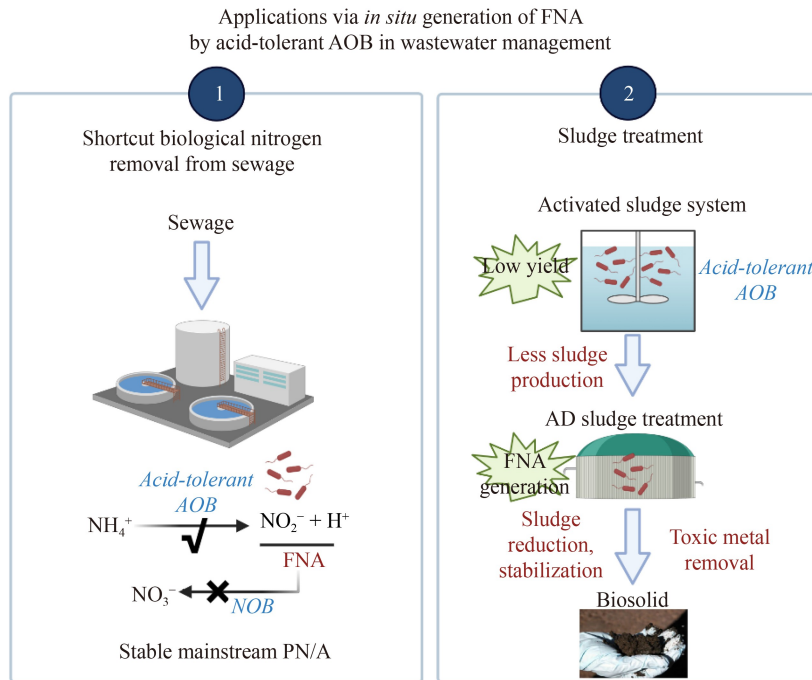 Applications via in situ generation of FNA
by acid-tolerant AOB in wastewater management
1
Shortcut biological nitrogen
removal from sewage
Sewage
Acid-tolerant
AOB
NH₄⁺
NO₂⁻ + H⁺
FNA
NO₃⁻
NOB
Stable mainstream PN/A
2
Sludge treatment
Activated sludge system
Low yield
Acid-tolerant
AOB
Less sludge
production
AD sludge treatment
FNA
generation
Sludge
reduction,
stabilization
Toxic metal
removal
Biosolid